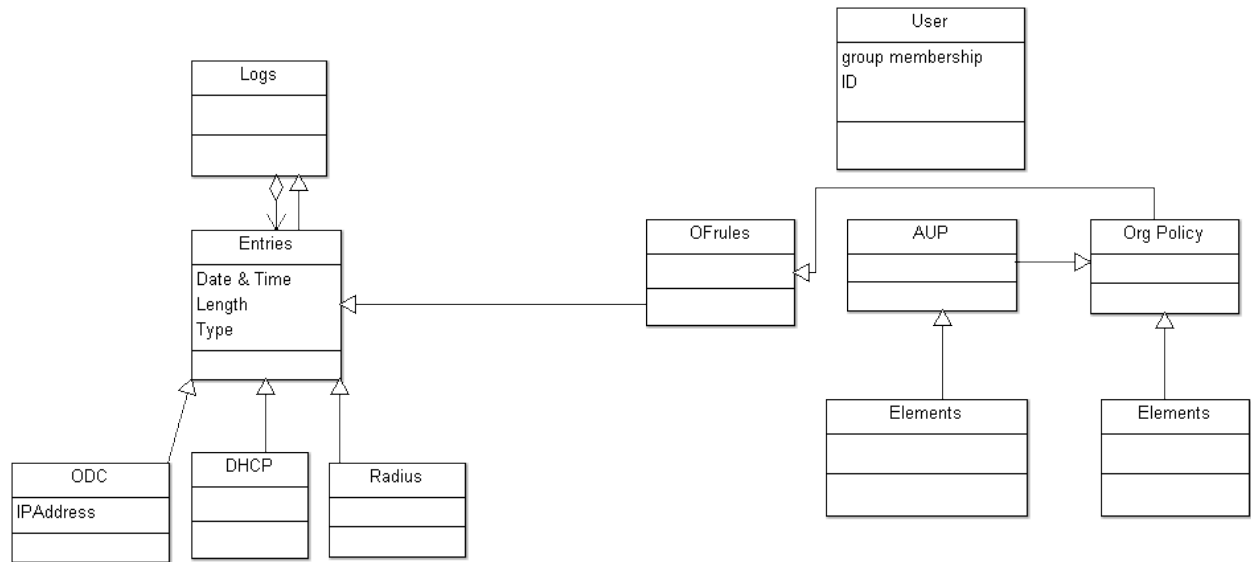 User
group membership
ID
Logs
Entries
Date & Time
Length
Type
OFrules
AUP
Org Policy
Elements
Elements
ODC
IPAddress
DHCP
Radius